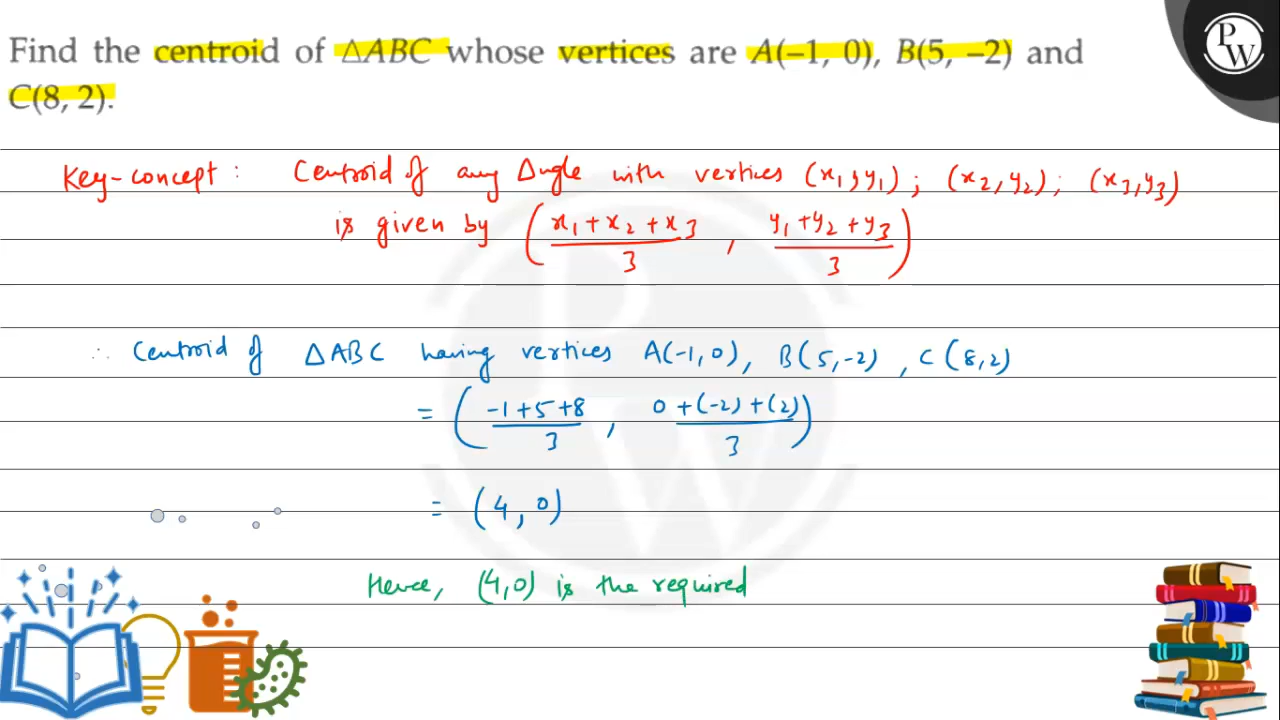 Find the centroid of △ABC whose vertices are A(–1, 0), B(5, –2) and
C(8, 2).
PW
Key-concept : Centroid of any Δngle with vertices (x₁,y₁) ; (x₂,y₂) ; (x₃,y₃)
is given by ( (x₁+x₂+x₃)/3 , (y₁+y₂+y₃)/3 )
∴ Centroid of ΔABC having vertices A(-1,0), B(5,-2) , C(8,2)
= ( (-1+5+8)/3 , (0+(-2)+(2))/3 )
= (4,0)
Hence, (4,0) is the required